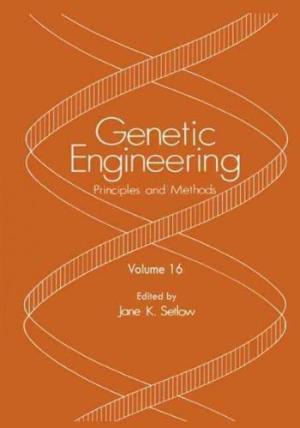 Genetic
Engineering
Principles and Methods
Volume 16
Edited by
Jane K. Setlow